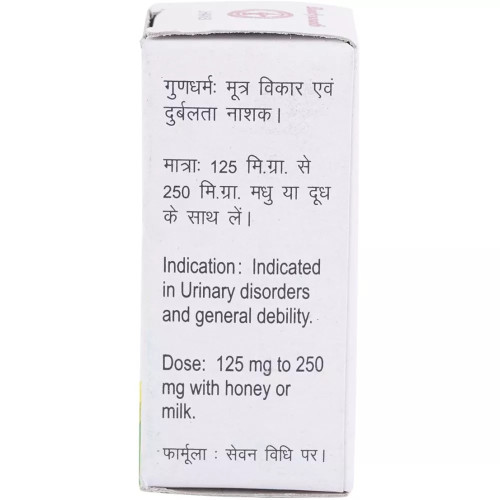 गुणधर्मः मूत्र विकार एवं
दुर्बलता नाशक।
मात्राः 125 मि.ग्रा. से
250 मि.ग्रा. मधु या दूध
के साथ लें।
Indication: Indicated
in Urinary disorders
and general debility.
Dose: 125 mg to 250
mg with honey or
milk.
फार्मूला : सेवन विधि पर।